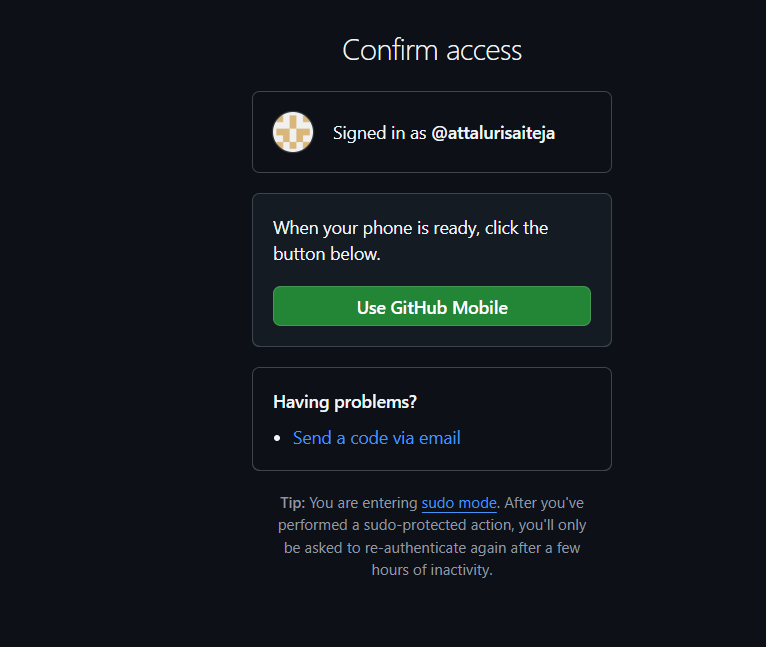 Confirm access
Signed in as @attalurisaiteja
When your phone is ready, click the
button below.
Use GitHub Mobile
Having problems?
• Send a code via email
Tip: You are entering sudo mode. After you've
performed a sudo-protected action, you'll only
be asked to re-authenticate again after a few
hours of inactivity.